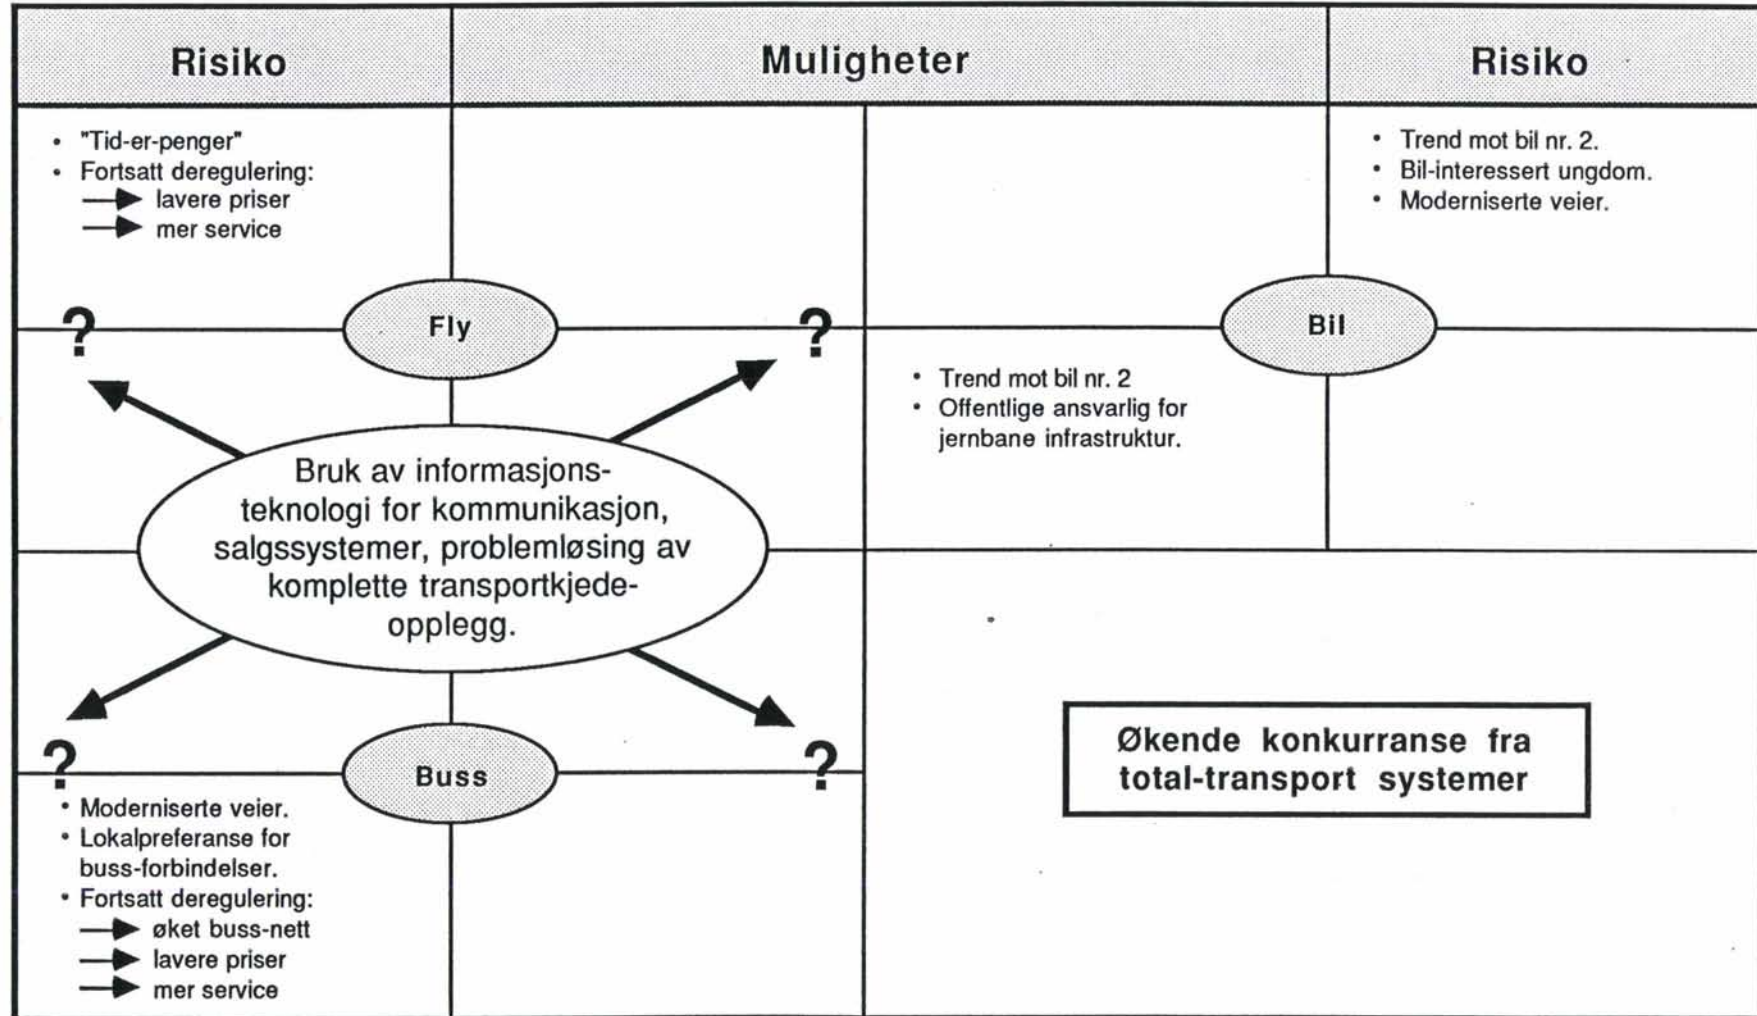 Risiko
Muligheter
Risiko
• "Tid-er-penger"
• Fortsatt deregulering:
lavere priser
mer service
• Trend mot bil nr. 2.
• Bil-interessert ungdom.
• Moderniserte veier.
?
Fly
?
Bil
• Trend mot bil nr. 2
• Offentlige ansvarlig for
jernbane infrastruktur.
Bruk av informasjons-
teknologi for kommunikasjon,
salgssystemer, problemløsing av
komplette transportkjede-
opplegg.
?
Buss
?
Økende konkurranse fra
total-transport systemer
• Moderniserte veier.
• Lokalpreferanse for
buss-forbindelser.
• Fortsatt deregulering:
øket buss-nett
lavere priser
mer service